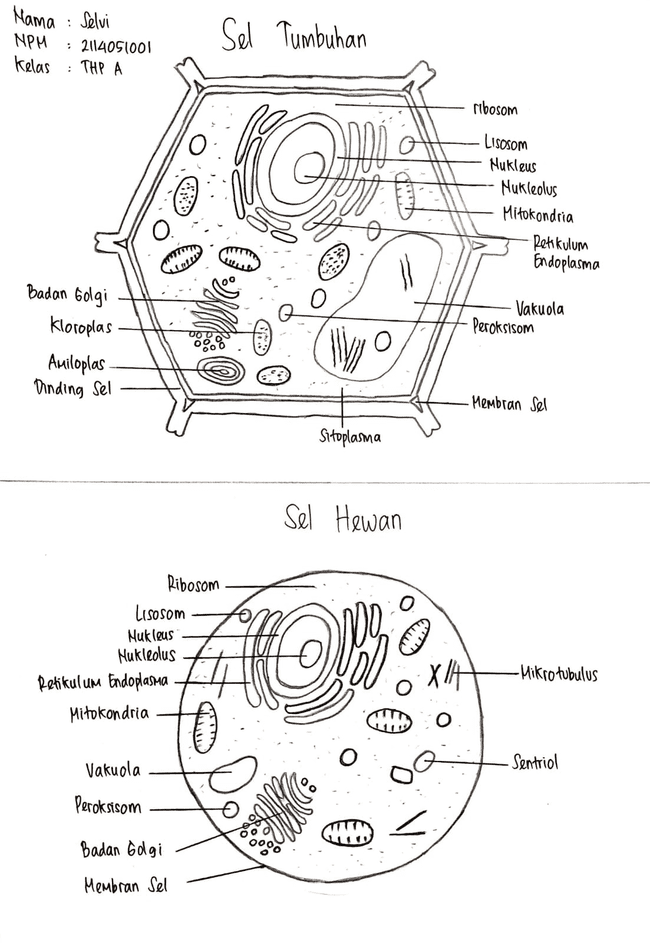 Nama : Selvi
NPM : 2114051001
Kelas : THP A
Sel Tumbuhan
ribosom
Lisosom
Nukleus
Nukleolus
Mitokondria
Retikulum
Endoplasma
Badan Golgi
Vakuola
Kloroplas
Peroksisom
Amiloplas
Dinding Sel
Membran Sel
Sitoplasma
Sel Hewan
Ribosom
Lisosom
Nukleus
Nukleolus
Retikulum Endoplasma
Mikrotubulus
Mitokondria
Sentriol
Vakuola
Peroksisom
Badan Golgi
Membran Sel